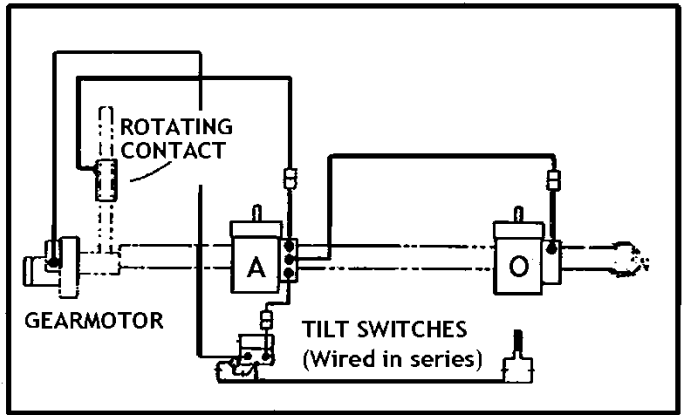 ROTATING
CONTACT
A
O
GEARMOTOR
TILT SWITCHES
(Wired in series)